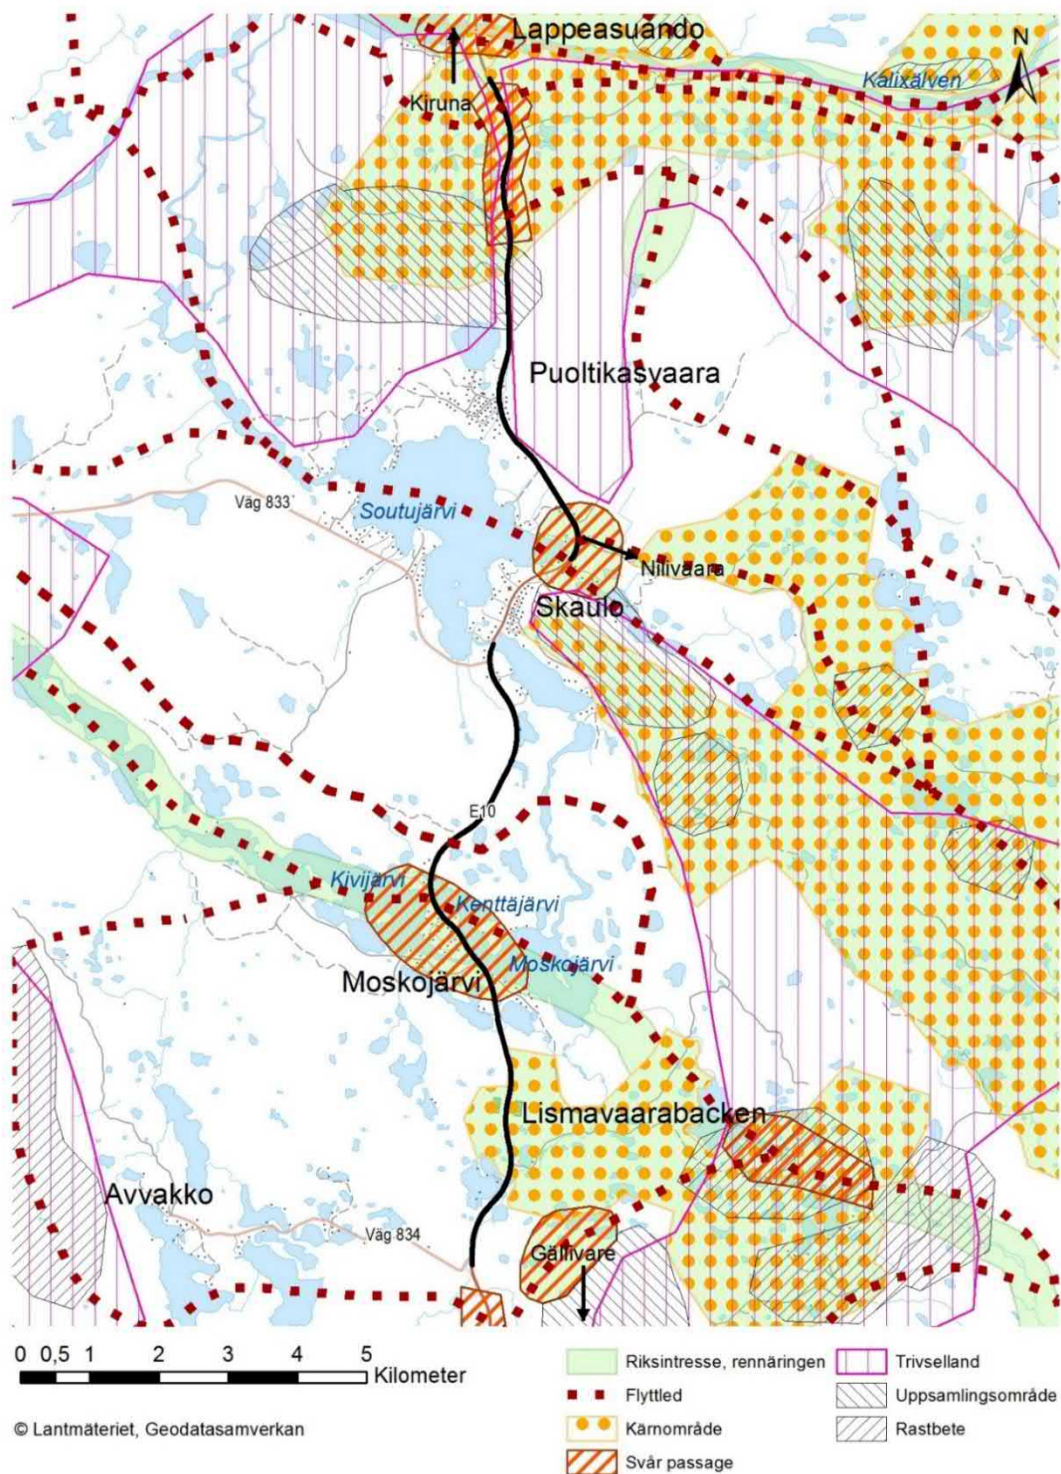 Lappeasuando
N
Kalixälven
Kiruna
Puoltikasvaara
Väg 833
Soutujärvi
Nilivaara
Skaulo
E10
Kivijärvi
Kenttäjärvi
Moskojärvi
Moskojärvi
Lismavaarabacken
Avvakko
Väg 834
Gällivare
0 0,5 1 2 3 4 5
Kilometer
© Lantmäteriet, Geodatasamverkan
Riksintresse, rennäringen
Flyttled
Kärnområde
Svår passage
Trivselland
Uppsamlingsområde
Rastbete